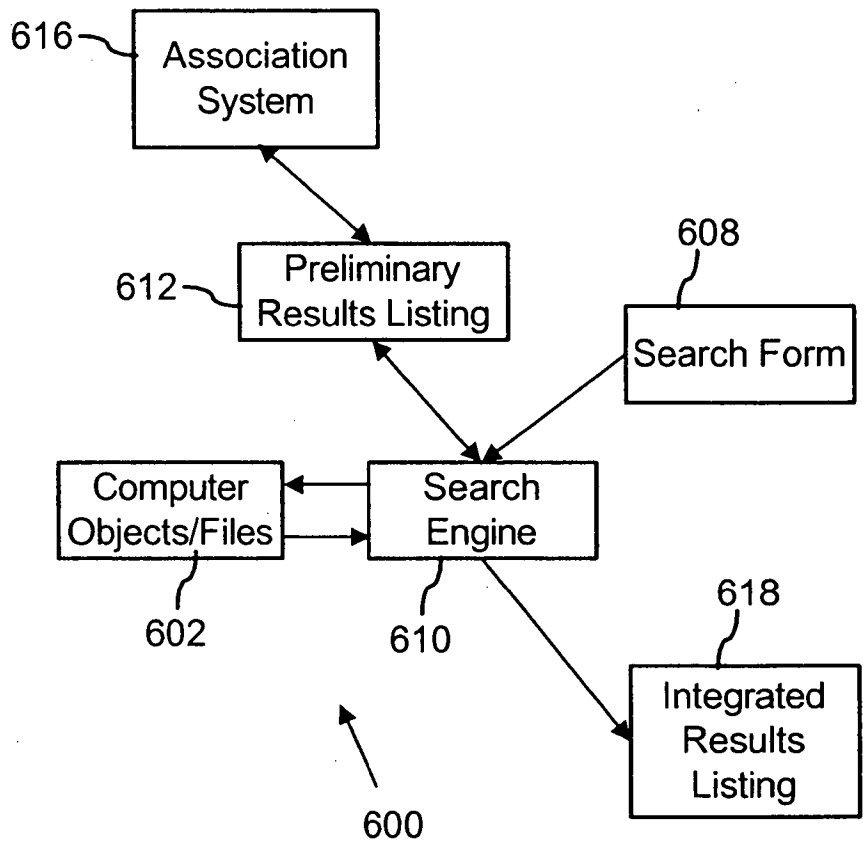 616
Association
System
608
612
Preliminary
Results Listing
Search Form
Computer
Objects/Files
Search
Engine
602
610
618
Integrated
Results
Listing
600